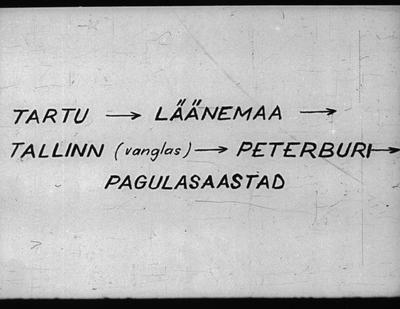 TARTU → LÄÄNEMAA →
TALLINN (vanglas) → PETERBURI →
PAGULASAASTAD